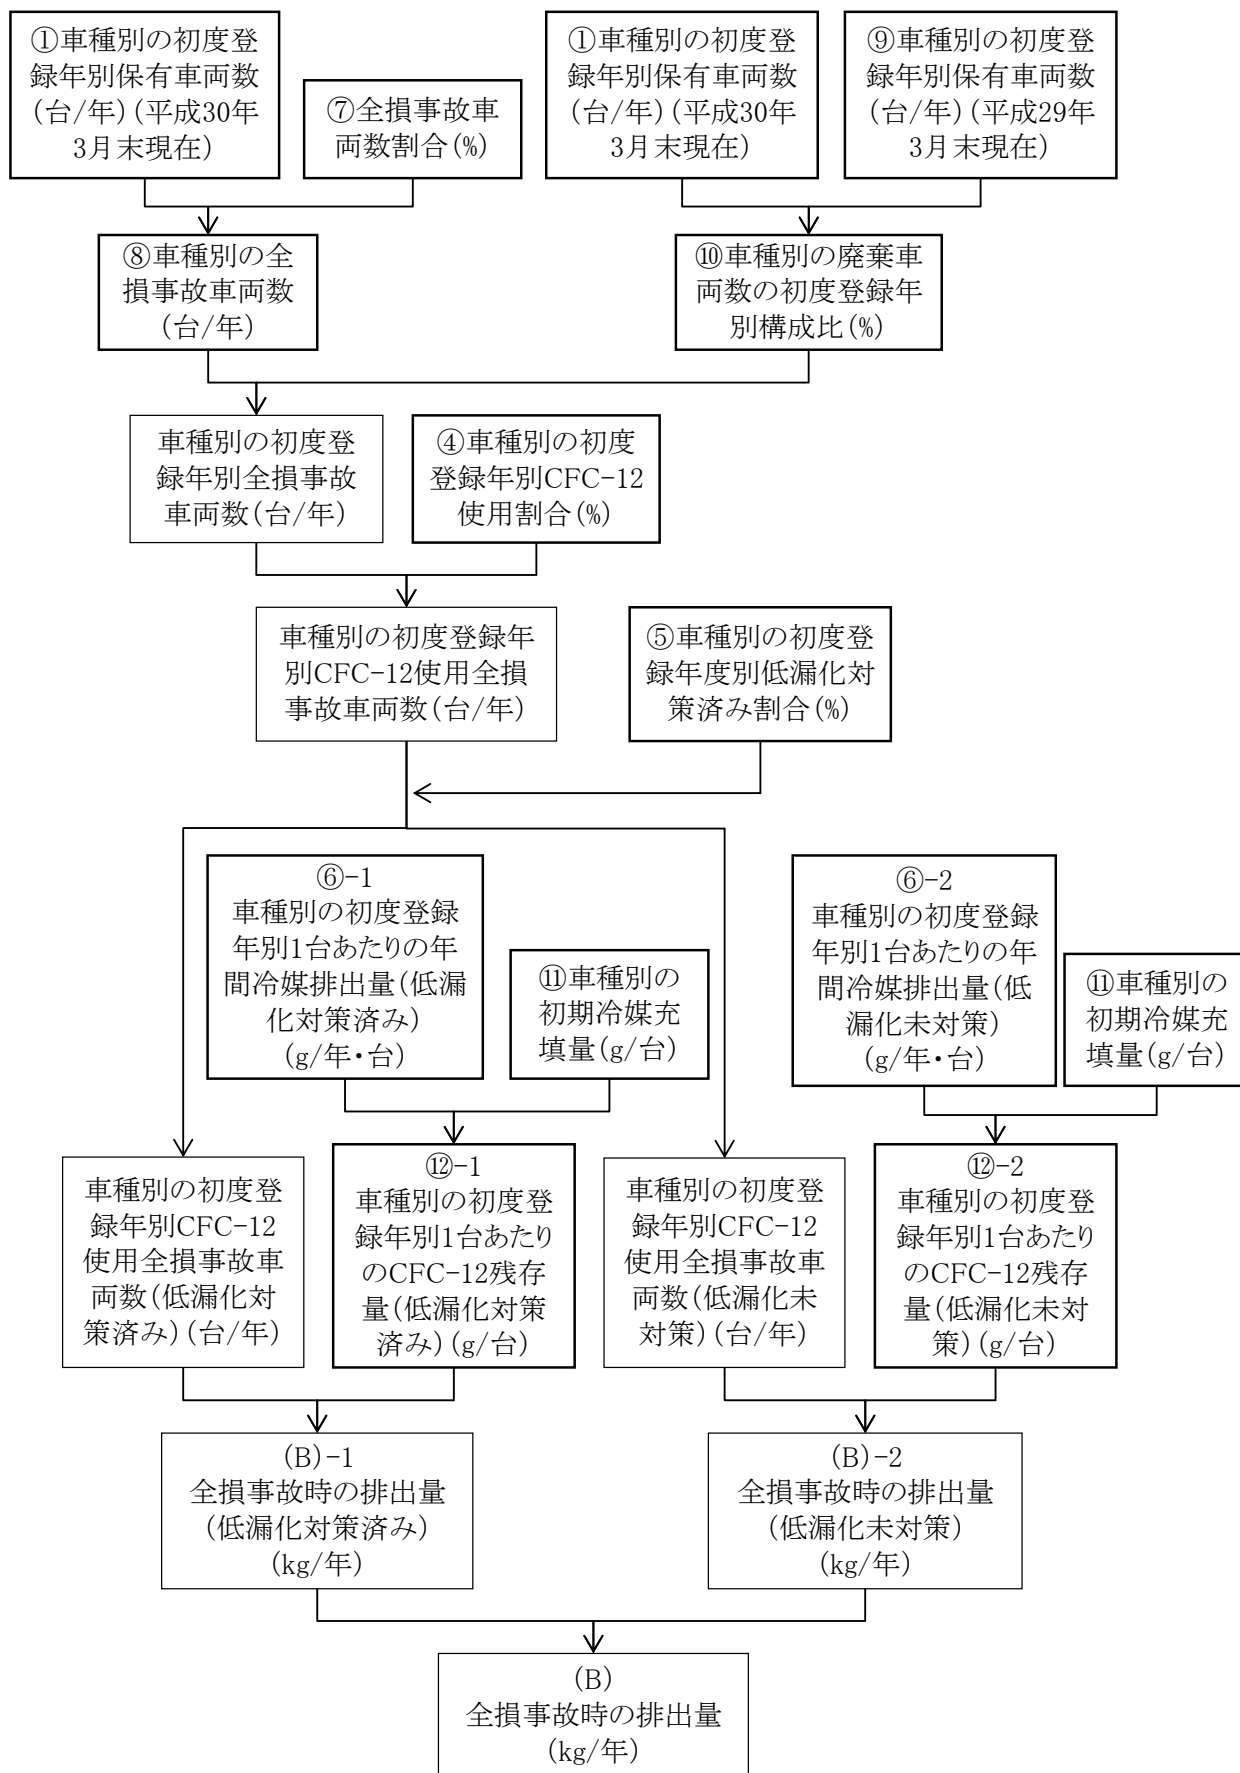 ①車種別の初度登
録年別保有車両数
(台/年)(平成30年
3月末現在)
⑦全損事故車
両数割合(%)
①車種別の初度登
録年別保有車両数
(台/年)(平成30年
3月末現在)
⑨車種別の初度登
録年別保有車両数
(台/年)(平成29年
3月末現在)
⑧車種別の全
損事故車両数
(台/年)
⑩車種別の廃棄車
両数の初度登録年
別構成比(%)
車種別の初度登
録年別全損事故
車両数(台/年)
④車種別の初度
登録年別CFC-12
使用割合(%)
車種別の初度登録年
別CFC-12使用全損
事故車両数(台/年)
⑤車種別の初度登
録年度別低漏化対
策済み割合(%)
⑥-1
車種別の初度登録
年別1台あたりの年
間冷媒排出量(低漏
化対策済み)
(g/年・台)
⑪車種別の
初期冷媒充
填量(g/台)
⑥-2
車種別の初度登録
年別1台あたりの年
間冷媒排出量(低
漏化未対策)
(g/年・台)
⑪車種別の
初期冷媒充
填量(g/台)
車種別の初度登
録年別CFC-12
使用全損事故車
両数(低漏化対
策済み)(台/年)
⑫-1
車種別の初度登
録年別1台あたり
のCFC-12残存
量(低漏化対策
済み)(g/台)
車種別の初度登
録年別CFC-12
使用全損事故車
両数(低漏化未
対策)(台/年)
⑫-2
車種別の初度登
録年別1台あたり
のCFC-12残存
量(低漏化未対
策)(g/台)
(B)-1
全損事故時の排出量
(低漏化対策済み)
(kg/年)
(B)-2
全損事故時の排出量
(低漏化未対策)
(kg/年)
(B)
全損事故時の排出量
(kg/年)